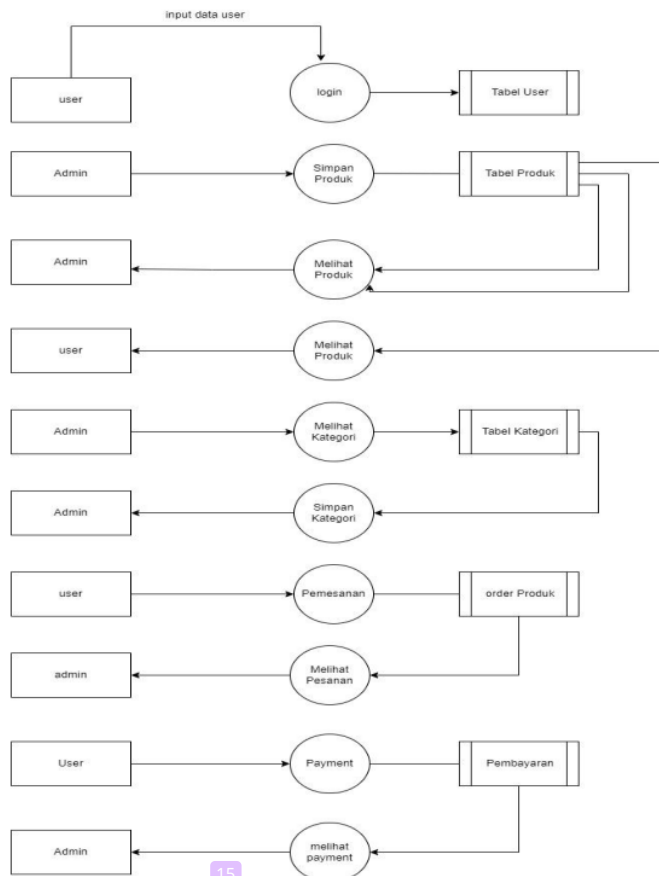 input data user
user
login
Tabel User
Admin
Simpan
Produk
Tabel Produk
Admin
Melihat
Produk
user
Melihat
Produk
Admin
Melihat
Kategori
Tabel Kategori
Admin
Simpan
Kategori
user
Pemesanan
order Produk
admin
Melihat
Pesanan
User
Payment
Pembayaran
Admin
melihat
payment
15